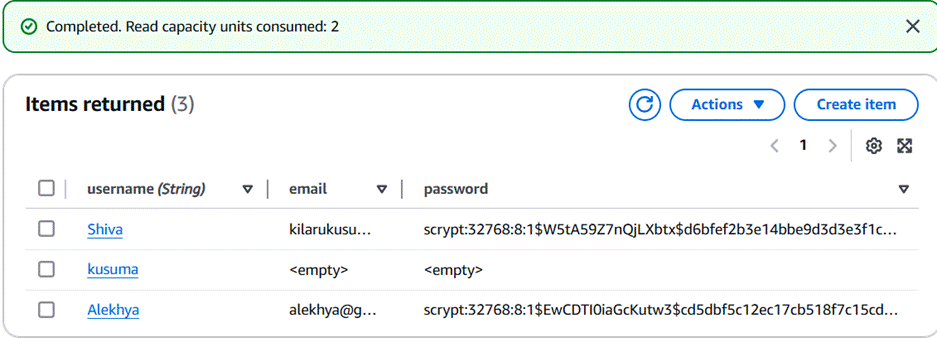 Completed. Read capacity units consumed: 2
Items returned (3)
Actions
Create item
1
username (String) email password
Shiva kilarukusu... scrypt:32768:8:1$W5tA59Z7nQjLXbtx$d6bfef2b3e14bbe9d3d3e3f1c...
kusuma <empty> <empty>
Alekhya alekhya@g... scrypt:32768:8:1$EwCDTI0iaGcKutw3$cd5dbf5c12ec17cb518f7c15cd...